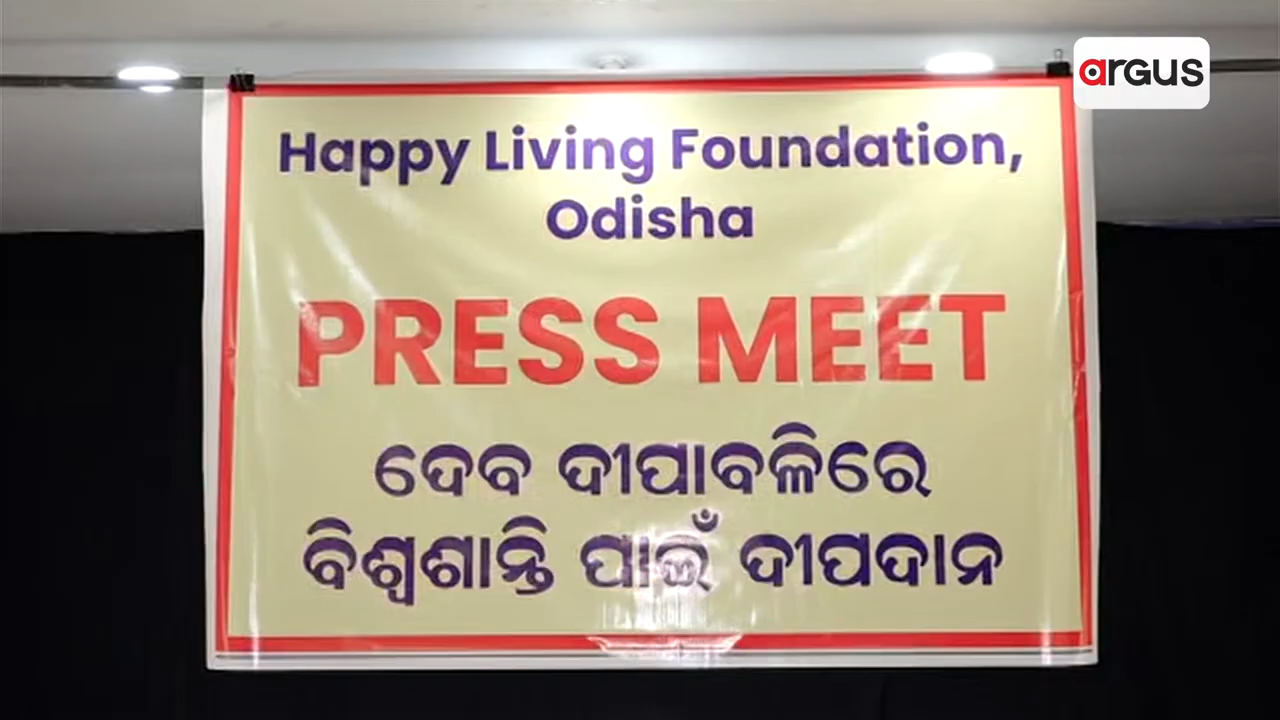 argus
Happy Living Foundation,
Odisha
PRESS MEET
ଦେବ ଦୀପାବଳିରେ
ବିଶ୍ୱଶାନ୍ତି ପାଇଁ ଦୀପଦାନ